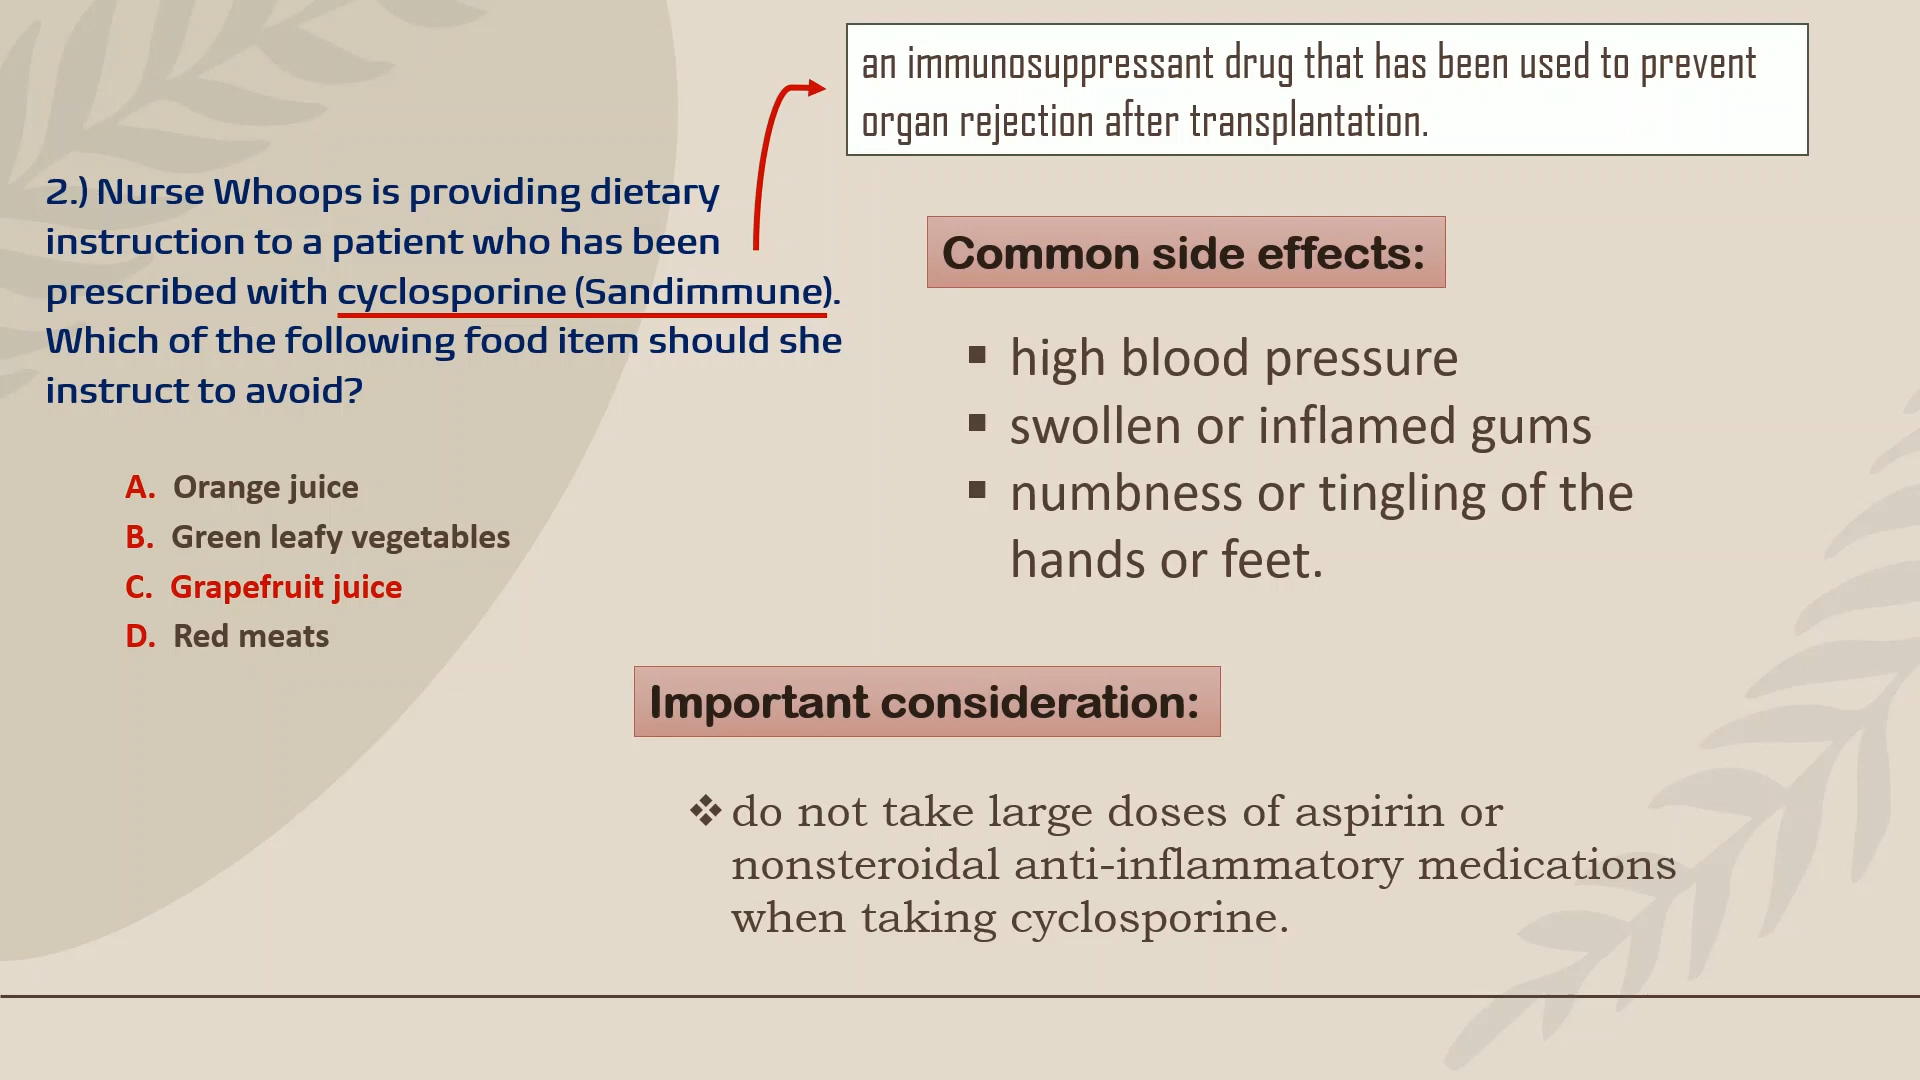 an immunosuppressant drug that has been used to prevent
organ rejection after transplantation.
2.) Nurse Whoops is providing dietary
instruction to a patient who has been
prescribed with cyclosporine (Sandimmune).
Which of the following food item should she
instruct to avoid?
A. Orange juice
B. Green leafy vegetables
C. Grapefruit juice
D. Red meats
Common side effects:
▪ high blood pressure
▪ swollen or inflamed gums
▪ numbness or tingling of the
hands or feet.
Important consideration:
❖ do not take large doses of aspirin or
nonsteroidal anti-inflammatory medications
when taking cyclosporine.